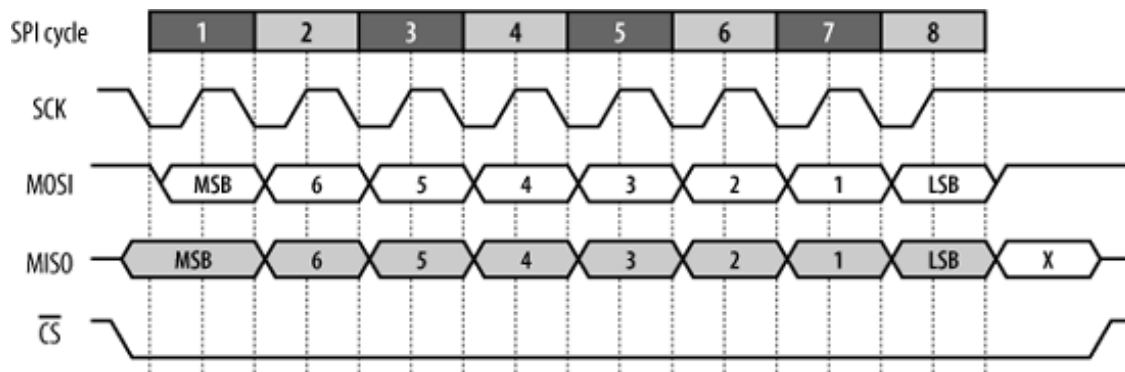 SPI cycle 1 2 3 4 5 6 7 8
SCK
MOSI MSB 6 5 4 3 2 1 LSB
MISO MSB 6 5 4 3 2 1 LSB X
CS